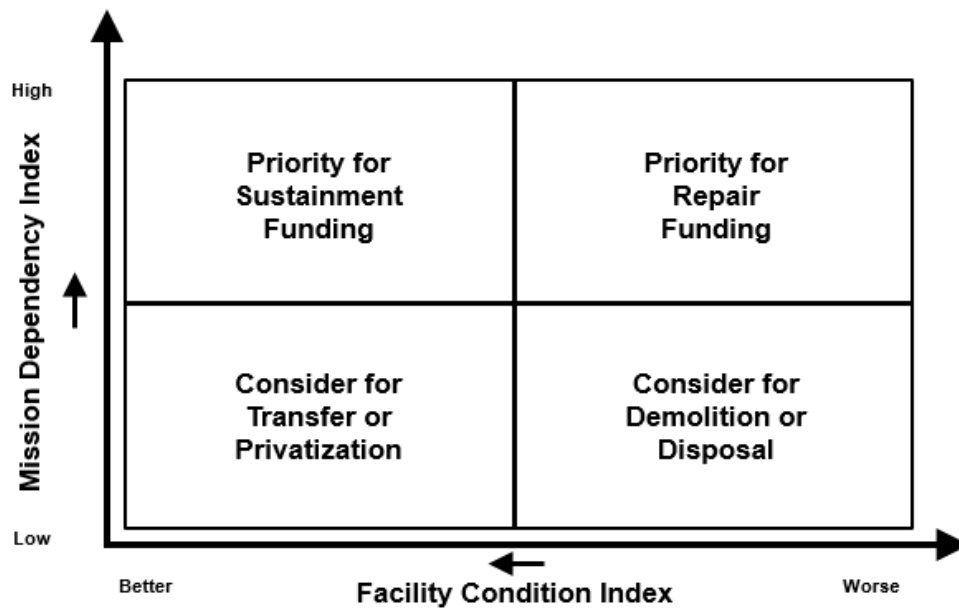 High
Mission Dependency Index
Low
Priority for
Sustainment
Funding
Priority for
Repair
Funding
Consider for
Transfer or
Privatization
Consider for
Demolition or
Disposal
Better
Facility Condition Index
Worse